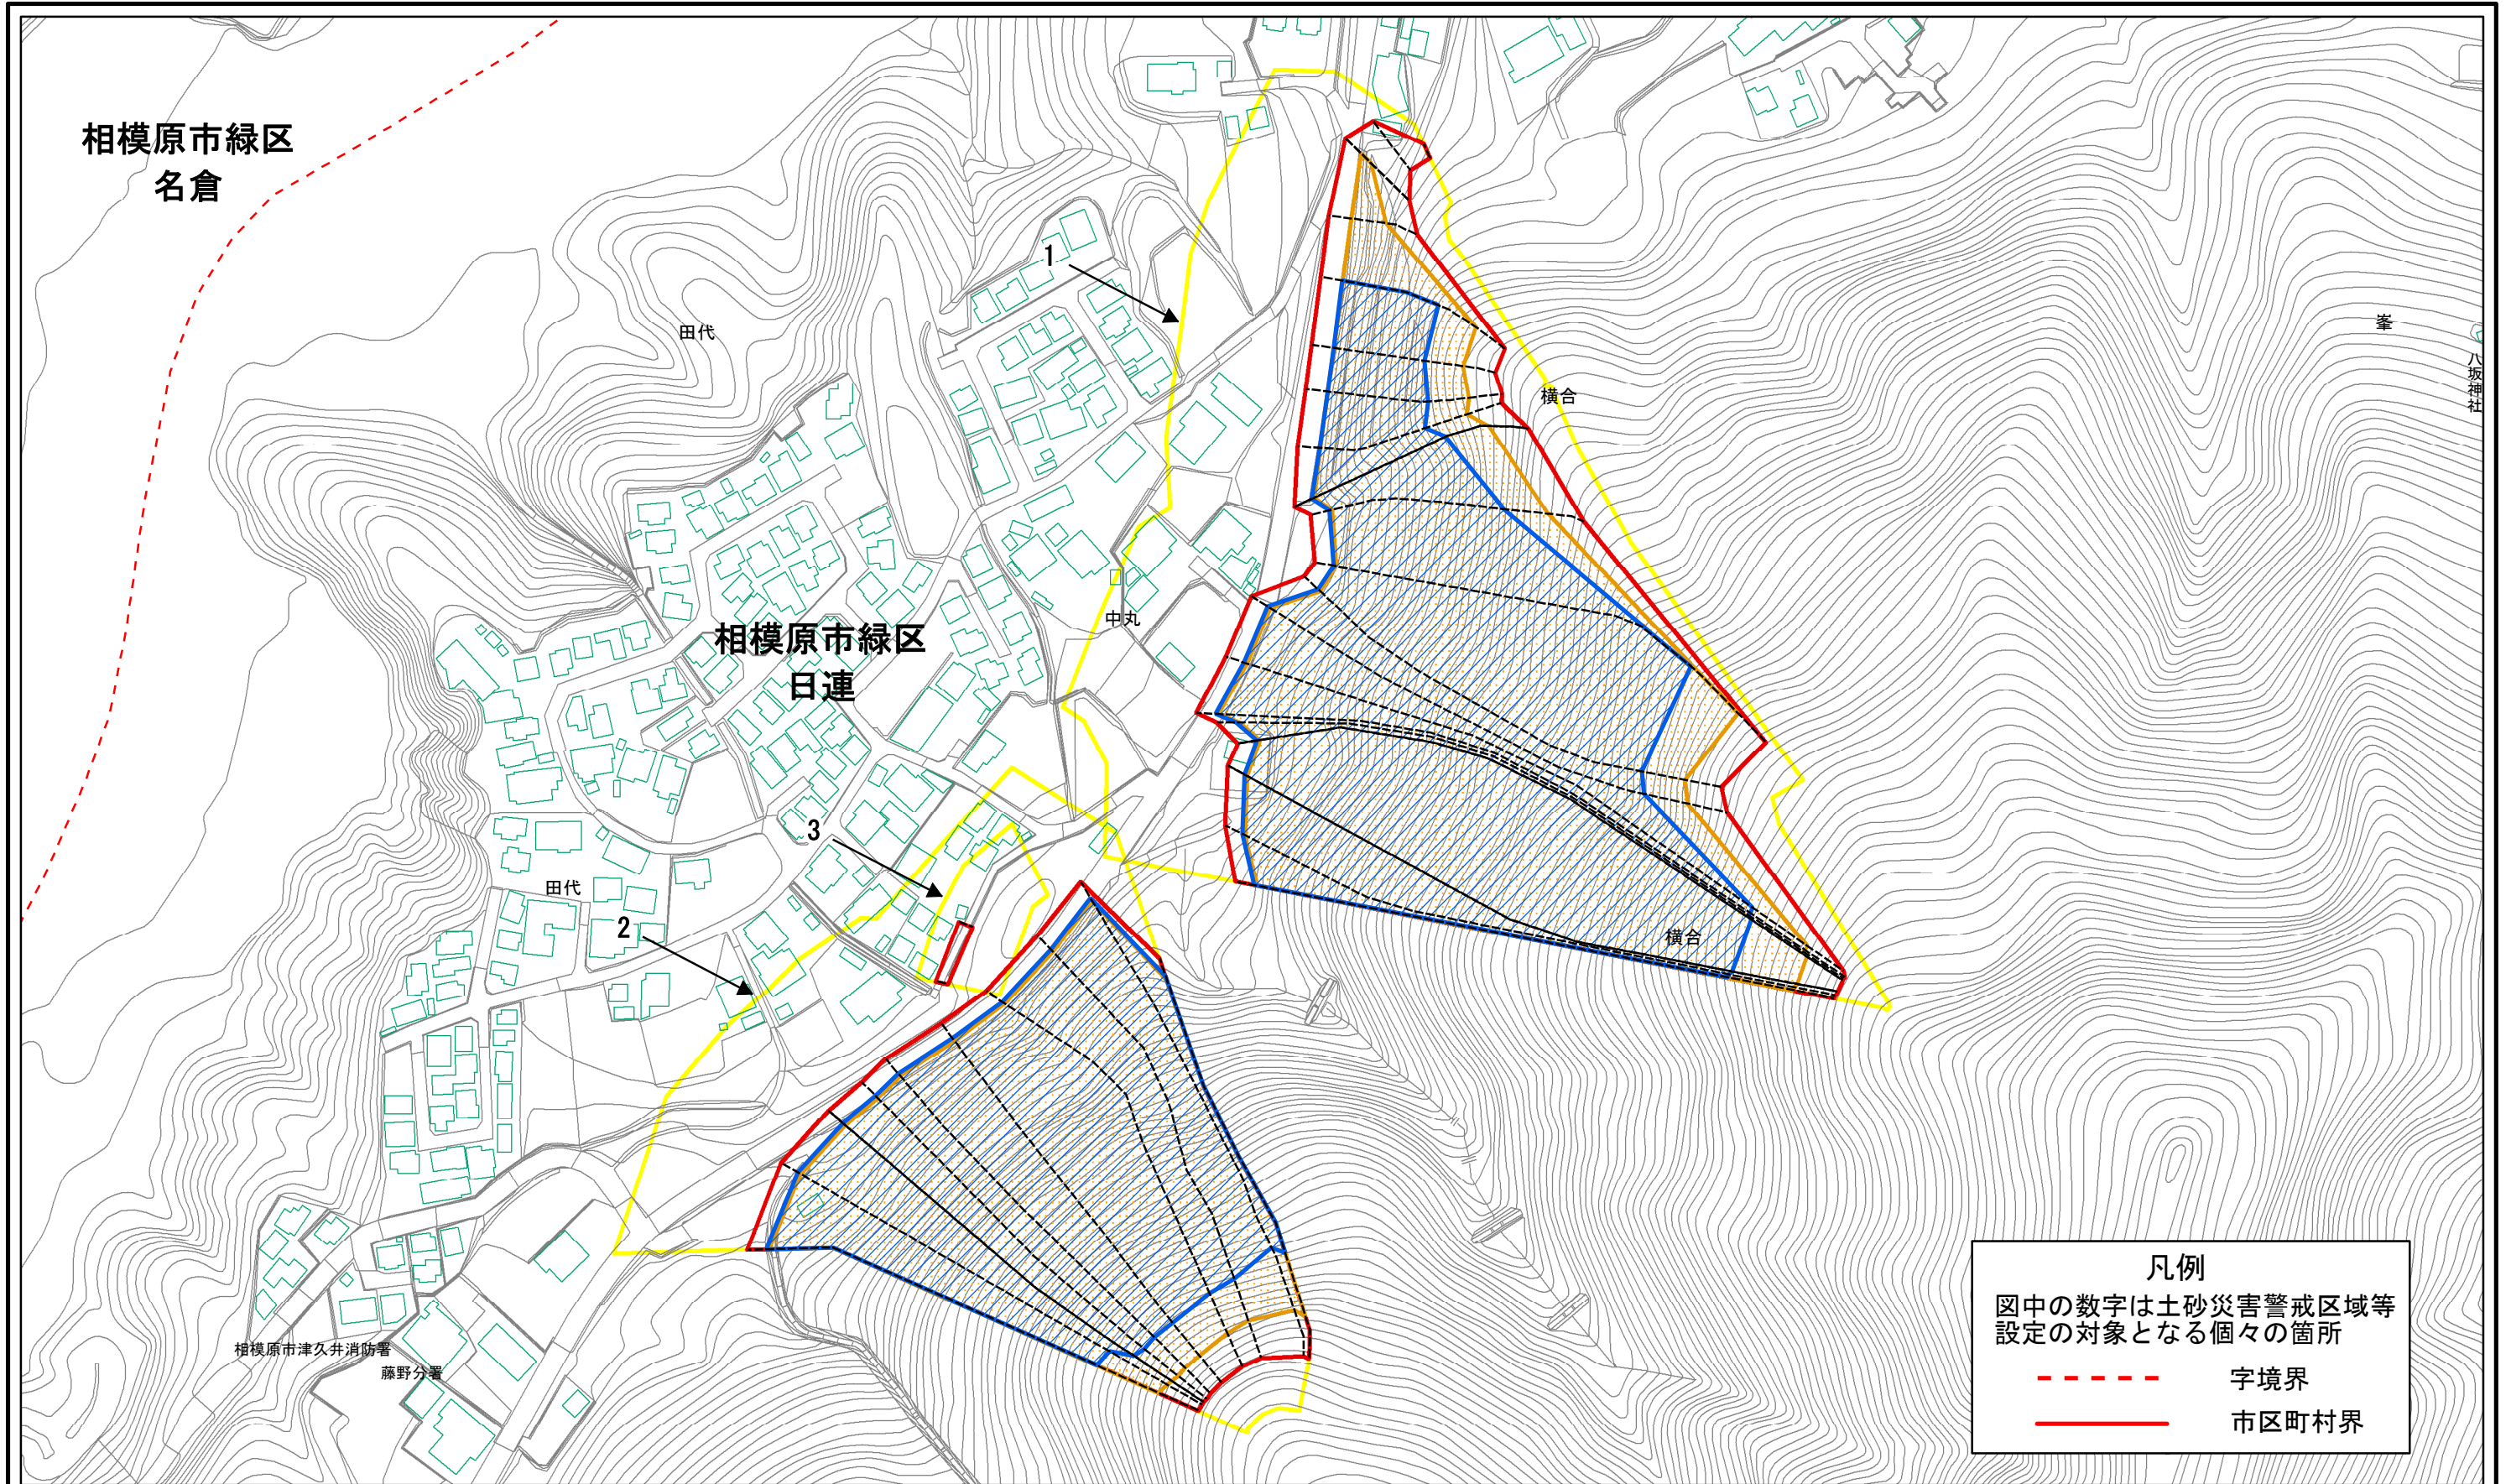 相模原市緑区
名倉
田代
1
横合
峯
八坂神社
中丸
相模原市緑区
日連
3
田代
2
横合
相模原市津久井消防署
藤野分署
凡例
図中の数字は土砂災害警戒区域等
設定の対象となる個々の箇所
字境界
市区町村界